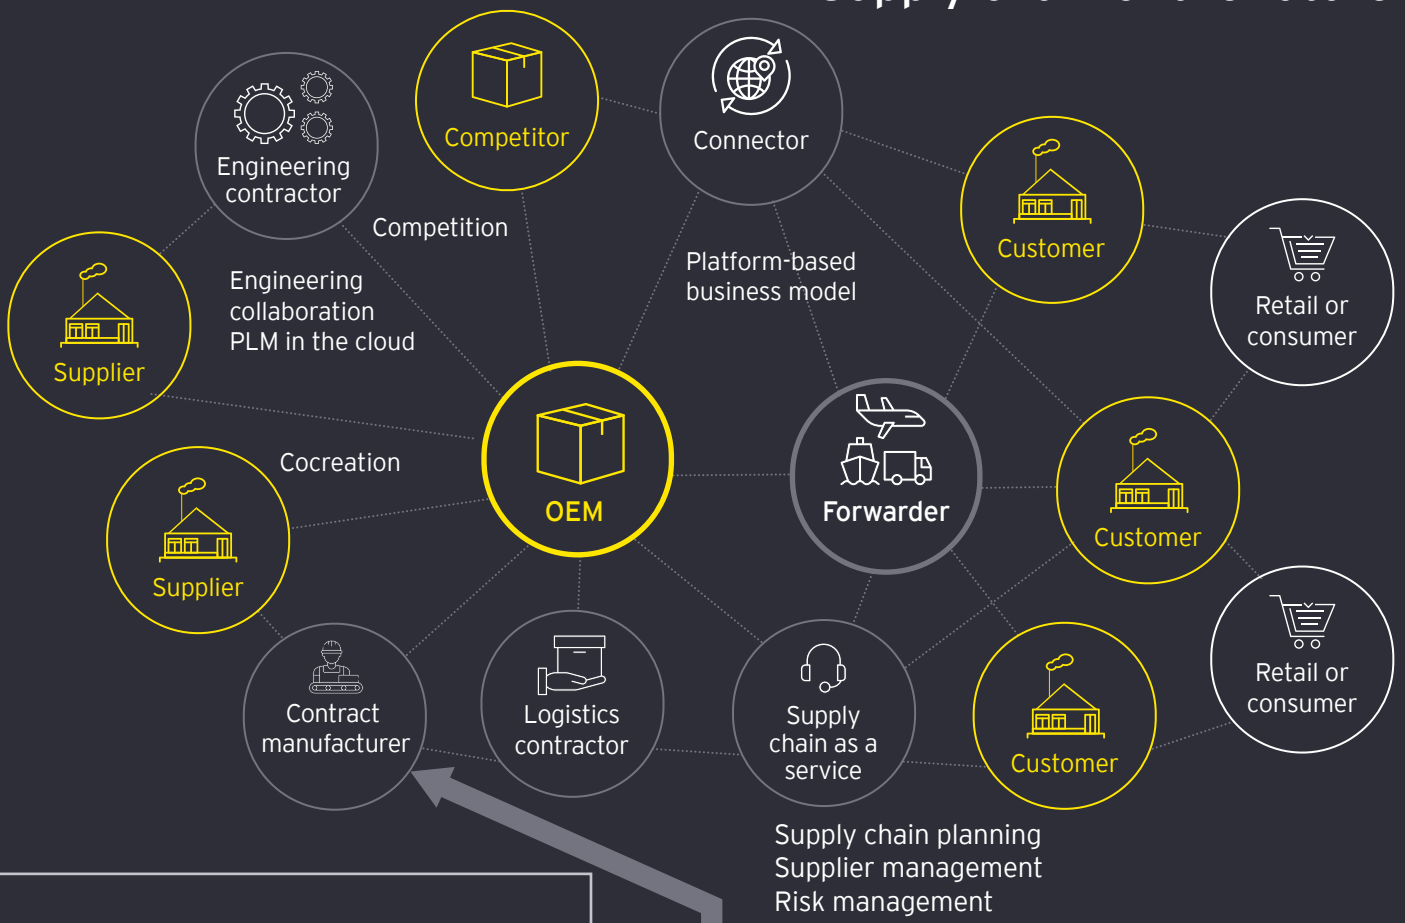 Competitor
Connector
Engineering
contractor
Customer
Competition
Platform-based
business model
Engineering
collaboration
PLM in the cloud
Retail or
consumer
Supplier
Cocreation
OEM
Forwarder
Customer
Supplier
Contract
manufacturer
Logistics
contractor
Supply
chain as a
service
Customer
Retail or
consumer
Supply chain planning
Supplier management
Risk management